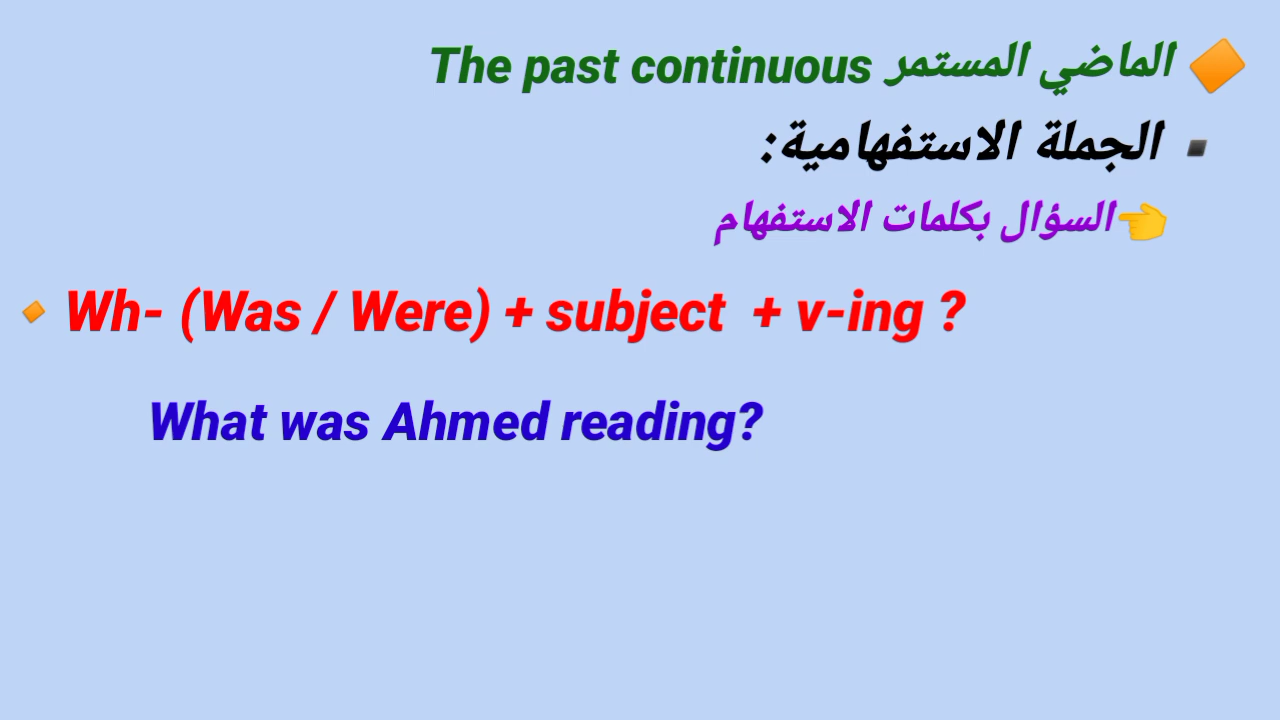 🔶 الماضي المستمر The past continuous
▪️ الجملة الاستفهامية:
👈السؤال بكلمات الاستفهام
🔸 Wh- (Was / Were) + subject + v-ing ?
What was Ahmed reading?